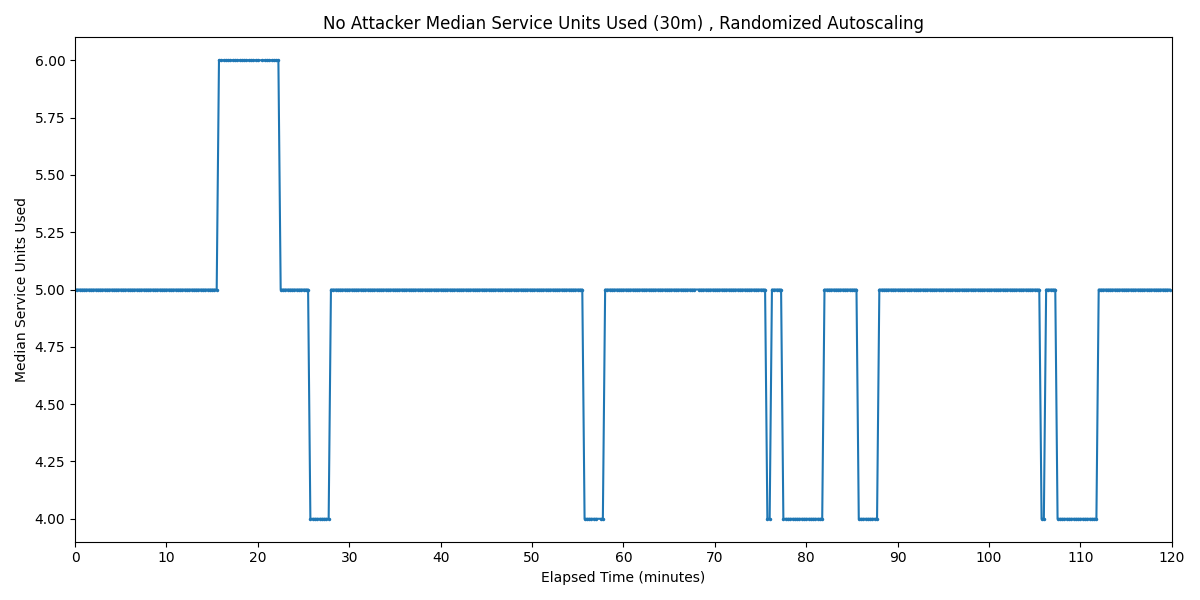 No Attacker Median Service Units Used (30m) , Randomized Autoscaling
Median Service Units Used
6.00
5.75
5.50
5.25
5.00
4.75
4.50
4.25
4.00
0 10 20 30 40 50 60 70 80 90 100 110 120
Elapsed Time (minutes)